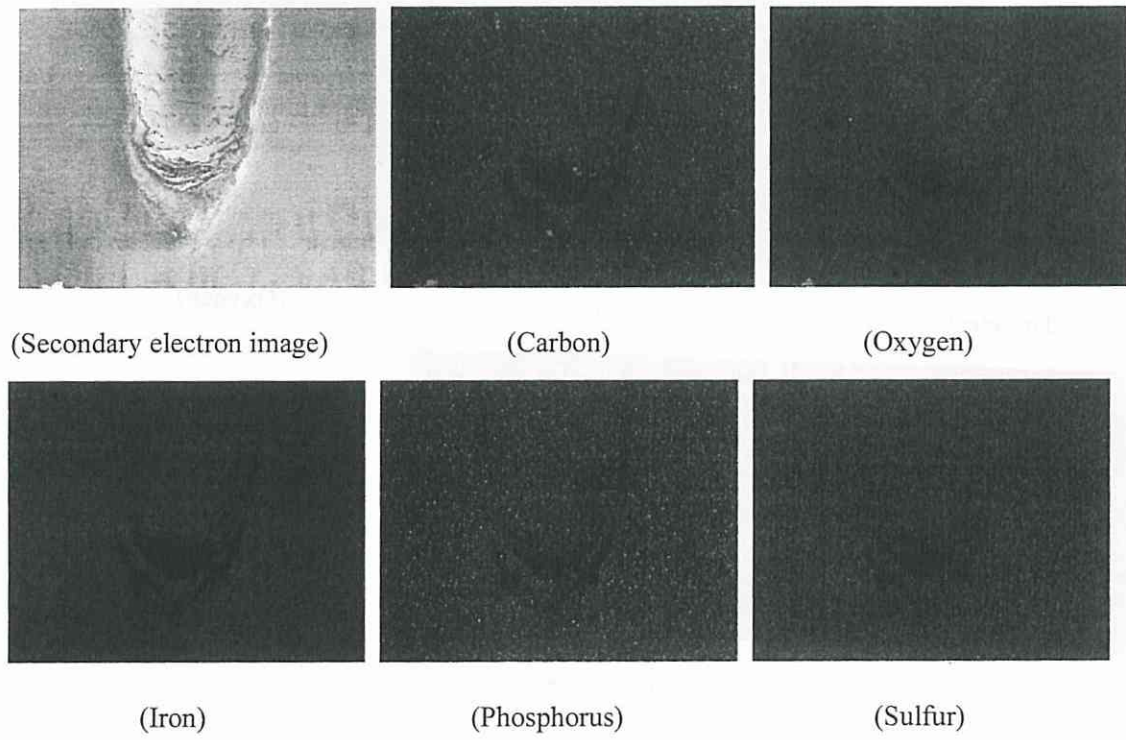 (Secondary electron image)
(Carbon)
(Oxygen)
(Iron)
(Phosphorus)
(Sulfur)